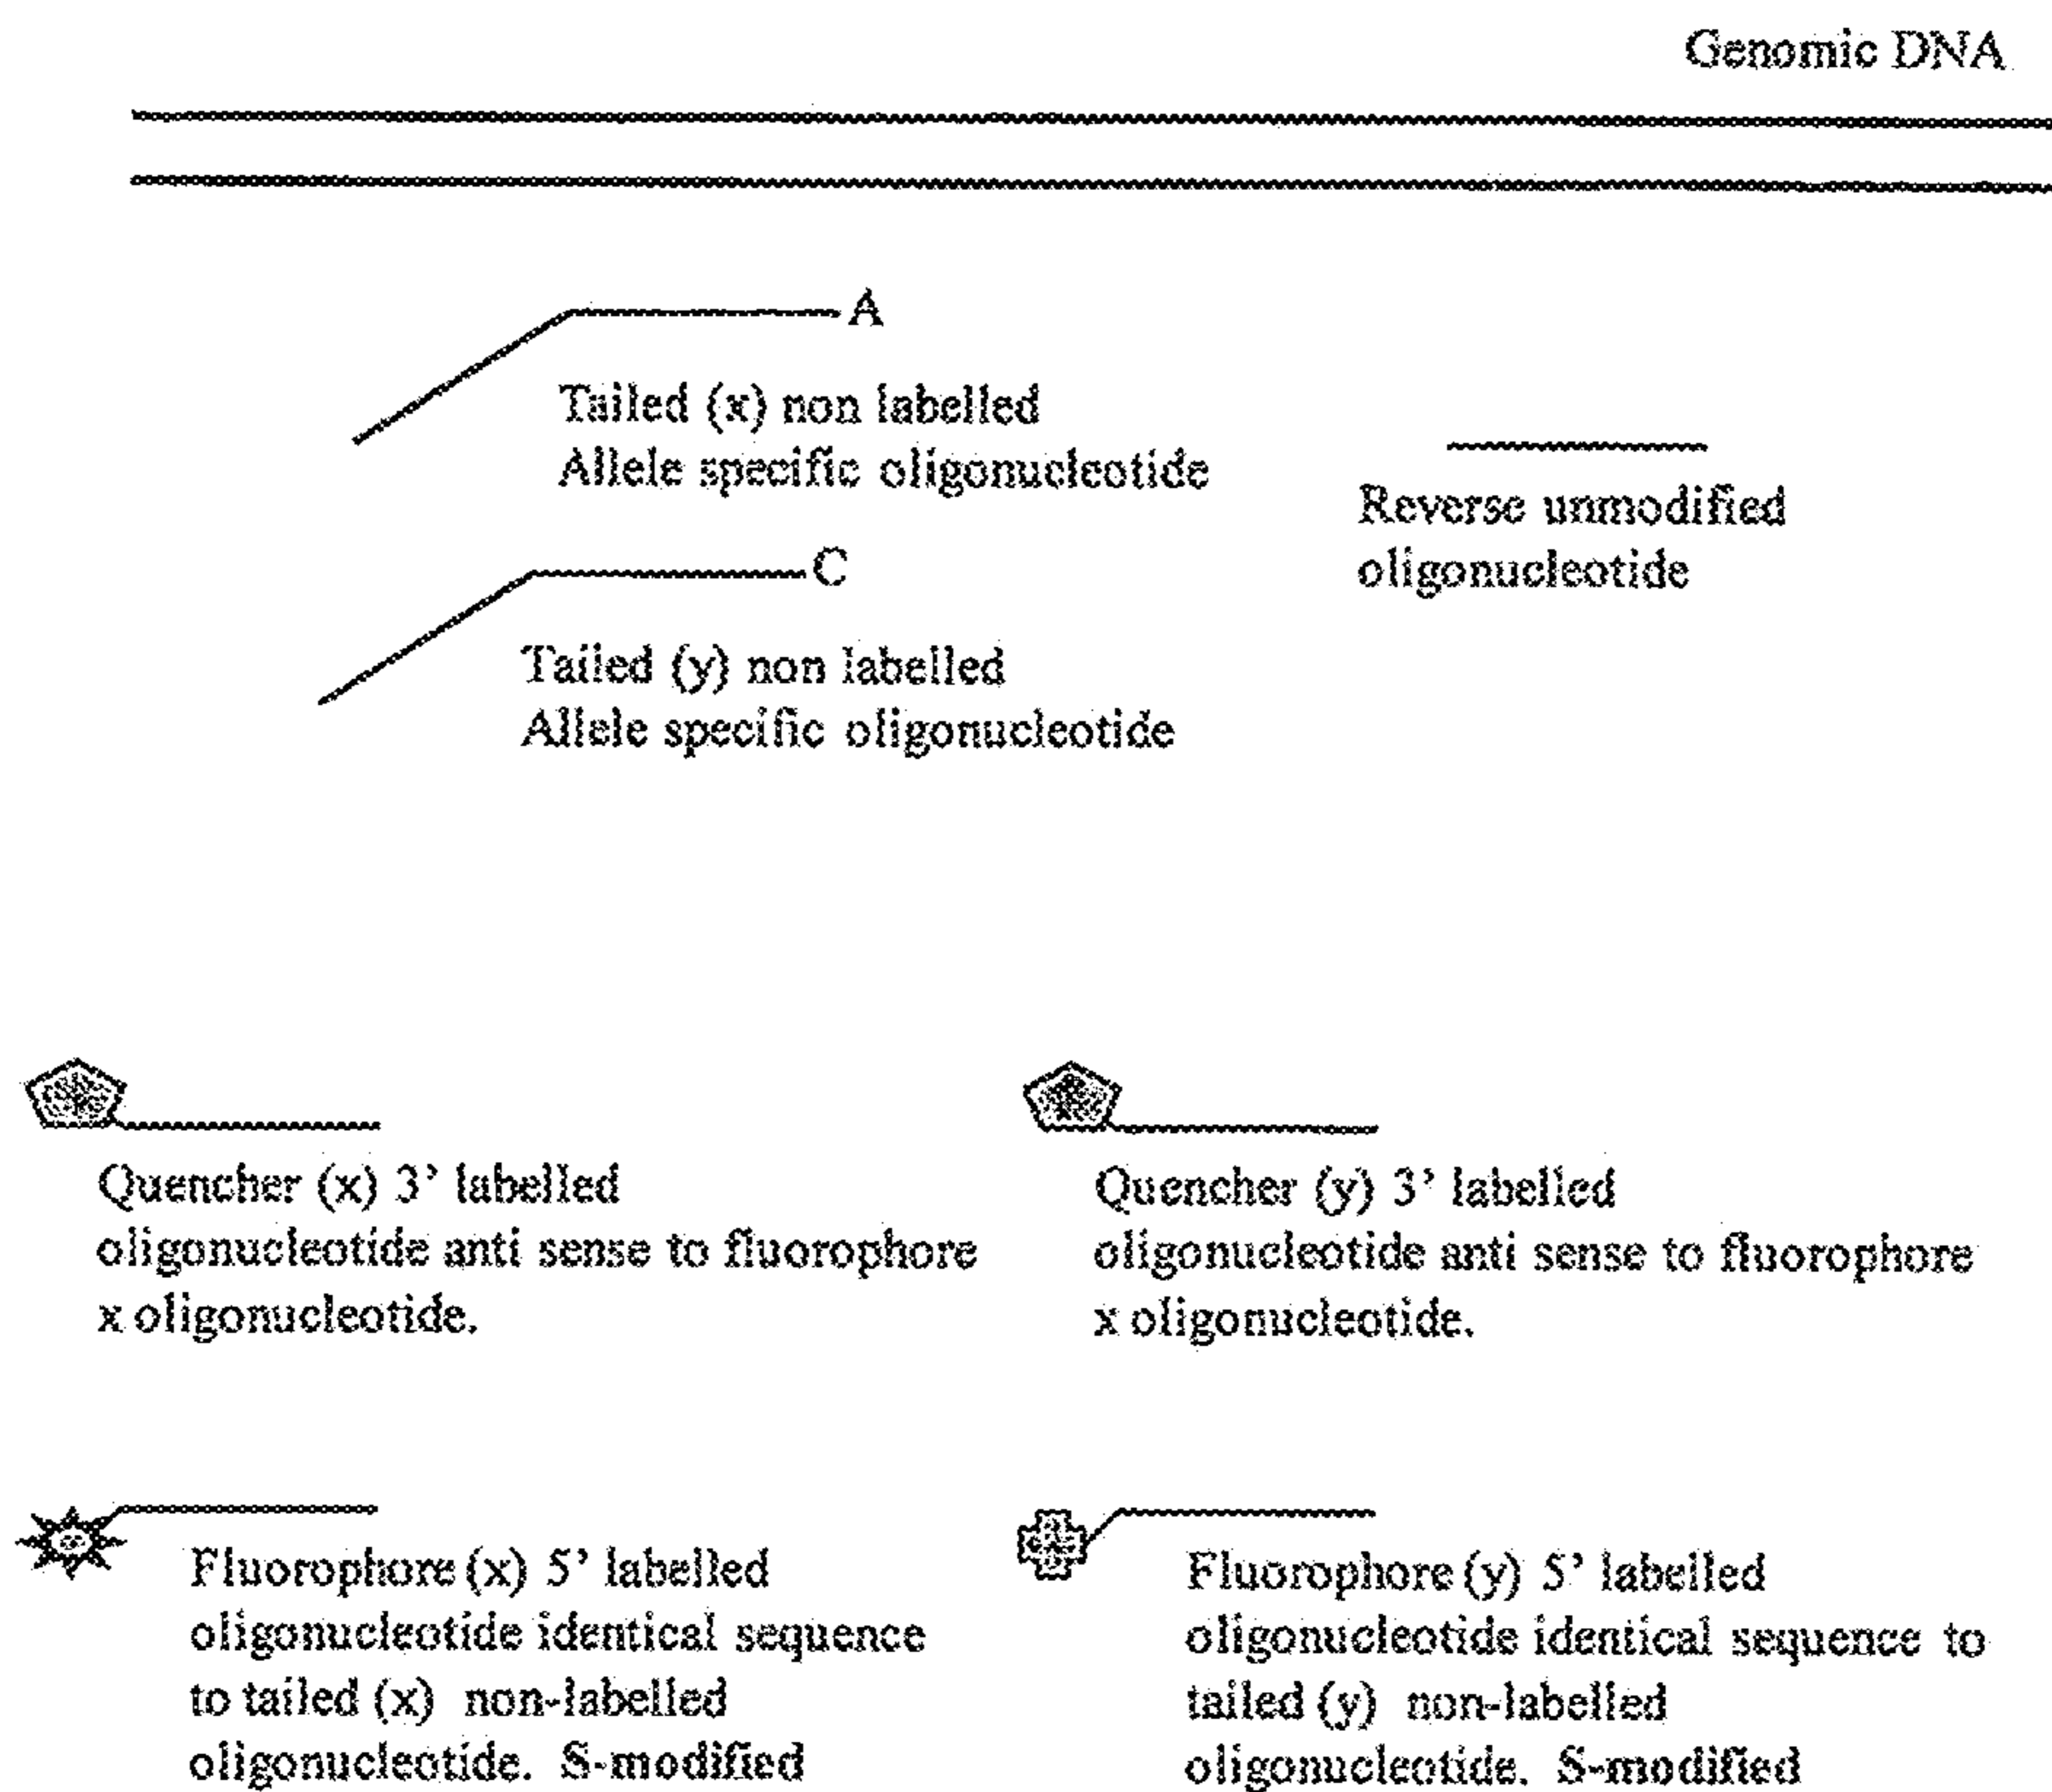 Genomic DNA
A
Tailed (x) non labelled
Allele specific oligonucleotide
Reverse unmodified
oligonucleotide
C
Tailed (y) non labelled
Allele specific oligonucleotide
Quencher (x) 3’ labelled
oligonucleotide anti sense to fluorophore
x oligonucleotide.
Quencher (y) 3’ labelled
oligonucleotide anti sense to fluorophore
x oligonucleotide.
Fluorophore (x) 5’ labelled
oligonucleotide identical sequence
to tailed (x) non-labelled
oligonucleotide. S-modified
Fluorophore (y) 5’ labelled
oligonucleotide identical sequence to
tailed (y) non-labelled
oligonucleotide. S-modified